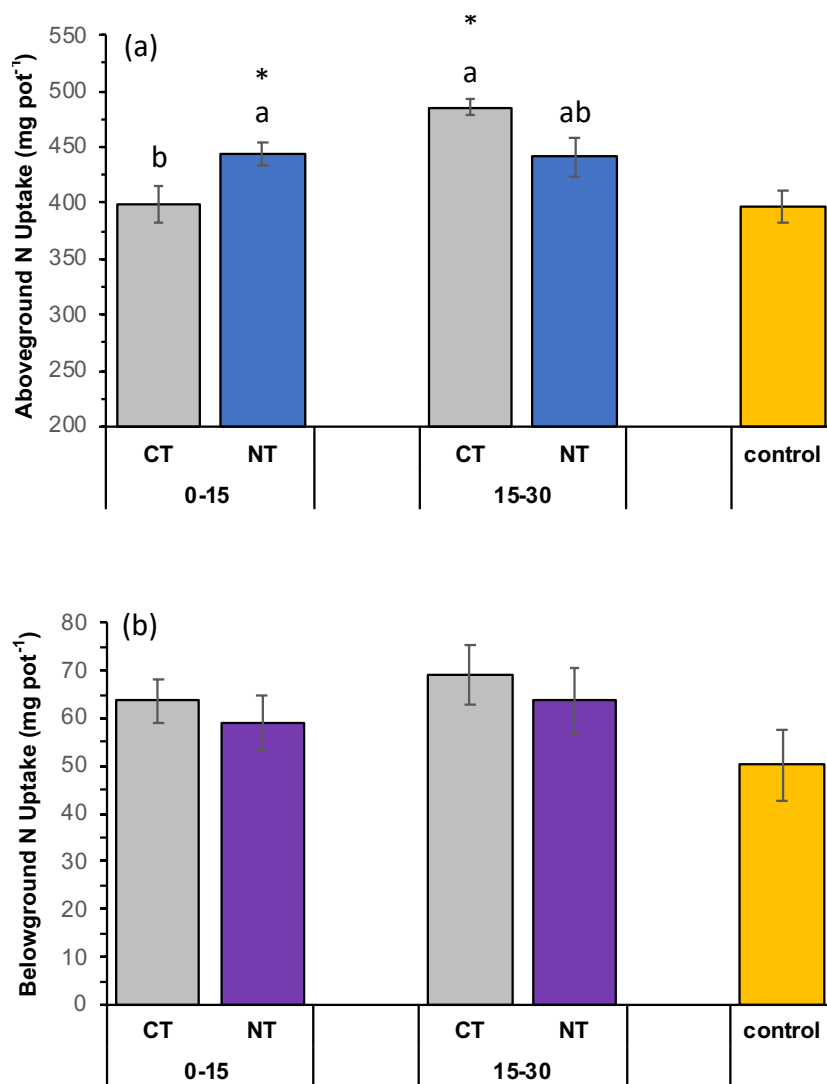 (a)
Aboveground N Uptake (mg pot⁻¹)
550
500
450
400
350
300
250
200
*
*
b
a
a
ab
CT NT CT NT control
0-15 15-30
(b)
Belowground N Uptake (mg pot⁻¹)
80
70
60
50
40
30
20
10
0
CT NT CT NT control
0-15 15-30